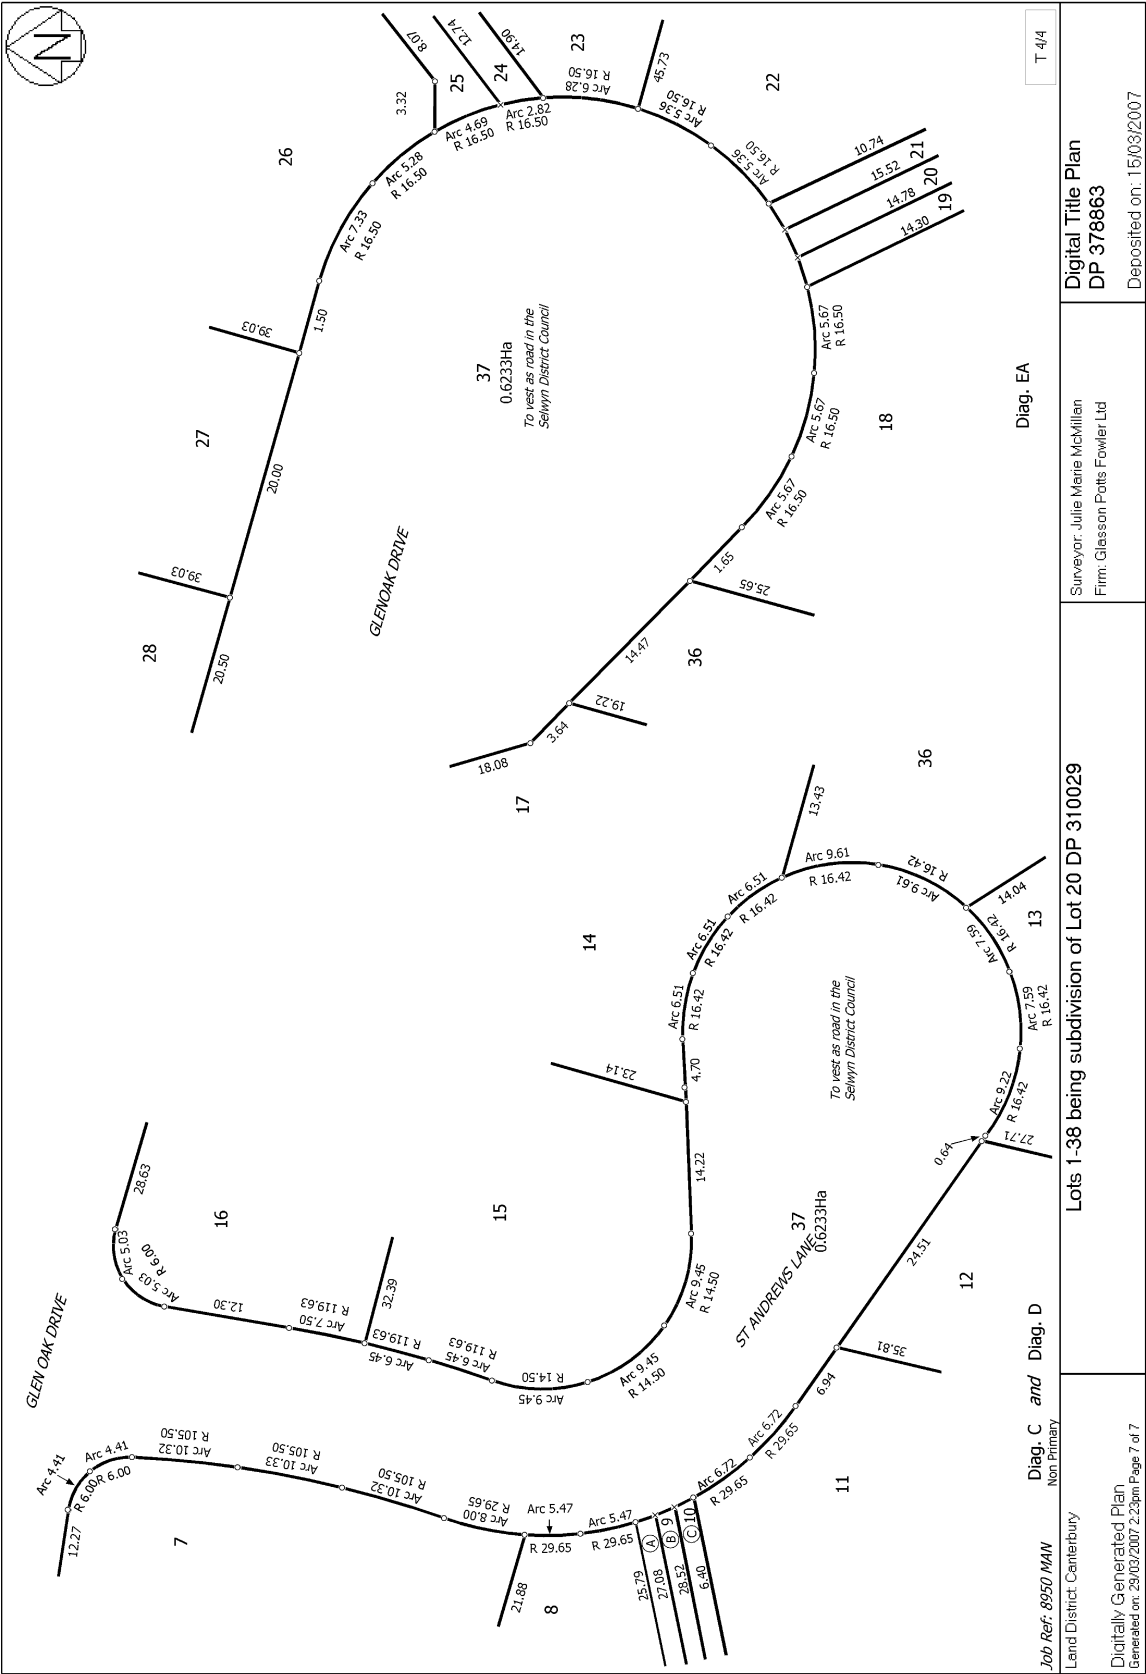 N
GLEN OAK DRIVE
Arc 4.41
R 6.00
Arc 4.41
R 6.00
12.27
7
Arc 10.32
R 105.50
Arc 10.33
R 105.50
Arc 10.32
R 105.50
Arc 8.00
R 29.65
21.88
8
Arc 5.47
R 29.65
Arc 5.47
R 29.65
25.79
27.08
28.52
6.40
A
B 9
C 10
Arc 6.72
R 29.65
Arc 6.72
R 29.65
11
6.94
35.81
12
24.51
0.64
27.71
Arc 5.03
R 6.00
Arc 5.03
28.63
16
12.30
Arc 7.50
R 119.63
32.39
Arc 6.45
R 119.63
Arc 6.45
R 119.63
15
Arc 9.45
R 14.50
Arc 9.45
R 14.50
Arc 9.45
R 14.50
14.22
23.14
4.70
14
Arc 6.51
R 16.42
Arc 6.51
R 16.42
Arc 6.51
R 16.42
13.43
36
Arc 9.61
R 16.42
Arc 9.61
R 16.42
14.04
13
Arc 7.59
R 16.42
Arc 7.59
R 16.42
Arc 9.22
R 16.42
ST ANDREWS LANE
37
0.6233Ha
To vest as road in the
Selwyn District Council
Diag. C and Diag. D
Non Primary
28
20.50
39.03
27
20.00
39.03
1.50
26
Arc 7.33
R 16.50
Arc 5.28
R 16.50
3.32
8.07
25
Arc 4.69
R 16.50
12.74
24
Arc 2.82
R 16.50
14.90
23
Arc 6.28
R 16.50
45.73
22
Arc 5.36
R 16.50
Arc 5.36
R 16.50
10.74
21
15.52
20
14.78
19
14.30
Arc 5.67
R 16.50
Arc 5.67
R 16.50
Arc 5.67
R 16.50
18
1.65
25.65
14.47
36
19.22
3.64
18.08
17
GLENOAK DRIVE
37
0.6233Ha
To vest as road in the
Selwyn District Council
Diag. EA
T 4/4
Job Ref: 8950 MAN
Land District: Canterbury
Digitally Generated Plan
Generated on: 29/03/2007 2:23pm Page 7 of 7
Lots 1-38 being subdivision of Lot 20 DP 310029
Surveyor: Julie Marie McMillan
Firm: Glasson Potts Fowler Ltd
Digital Title Plan
DP 378863
Deposited on: 15/03/2007